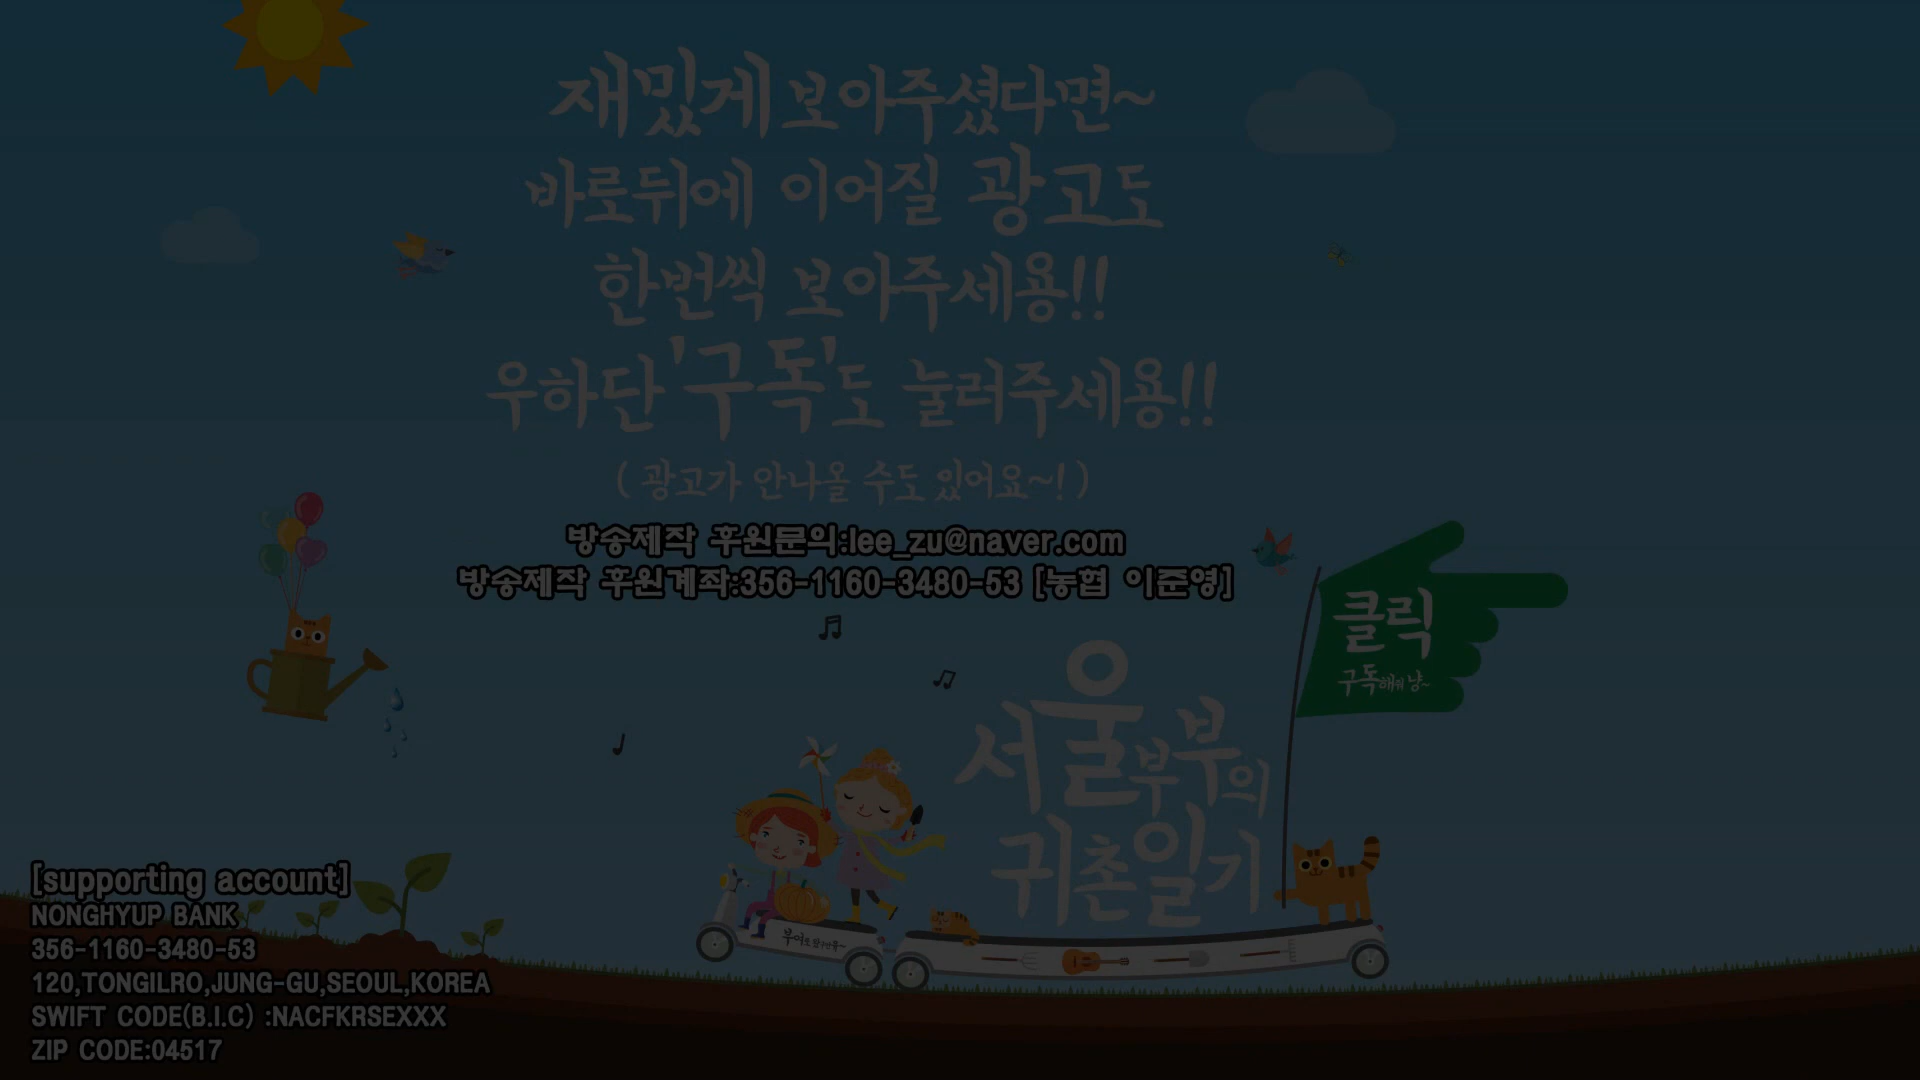 재밌게 보아주셨다면~
바로뒤에 이어질 광고도
한번씩 보아주세용!!
우하단 '구독'도 눌러주세용!!
( 광고가 안나올 수도 있어요~! )
방송제작 후원문의:lee_zu@naver.com
방송제작 후원계좌:356-1160-3480-53 [농협 이준영]
클릭
구독해줘 냥~
서울부부의
귀촌일기
[supporting account]
NONGHYUP BANK
356-1160-3480-53
120,TONGILRO,JUNG-GU,SEOUL,KOREA
SWIFT CODE(B.I.C) :NACFKRSEXXX
ZIP CODE:04517